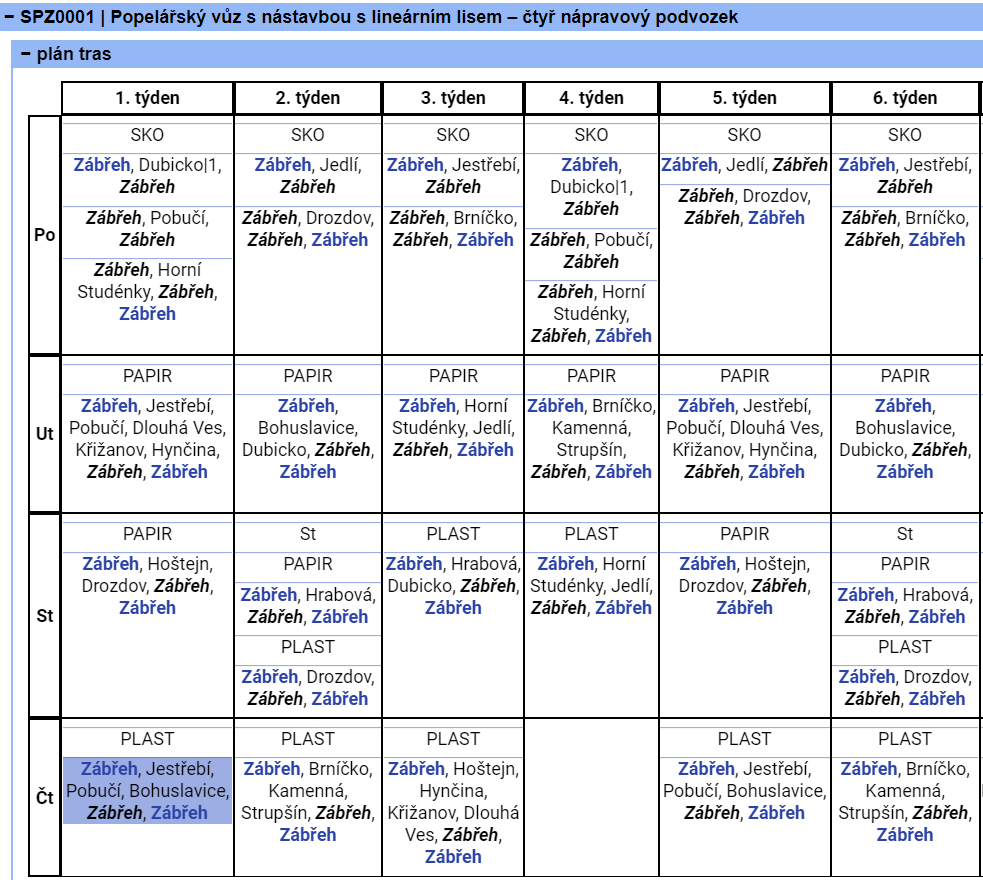 − SPZ0001 | Popelářský vůz s nástavbou s lineárním lisem – čtyř nápravový podvozek
− plán tras
1. týden
2. týden
3. týden
4. týden
5. týden
6. týden
Po
SKO
Zábřeh, Dubicko|1,
Zábřeh
Zábřeh, Pobučí,
Zábřeh
Zábřeh, Horní
Studénky, Zábřeh,
Zábřeh
SKO
Zábřeh, Jedlí,
Zábřeh
Zábřeh, Drozdov,
Zábřeh, Zábřeh
SKO
Zábřeh, Jestřebí,
Zábřeh
Zábřeh, Brníčko,
Zábřeh, Zábřeh
SKO
Zábřeh,
Dubicko|1,
Zábřeh
Zábřeh, Pobučí,
Zábřeh
Zábřeh, Horní
Studénky,
Zábřeh, Zábřeh
SKO
Zábřeh, Jedlí, Zábřeh
Zábřeh, Drozdov,
Zábřeh, Zábřeh
SKO
Zábřeh, Jestřebí,
Zábřeh
Zábřeh, Brníčko,
Zábřeh, Zábřeh
Ut
PAPIR
Zábřeh, Jestřebí,
Pobučí, Dlouhá Ves,
Křižanov, Hynčina,
Zábřeh, Zábřeh
PAPIR
Zábřeh,
Bohuslavice,
Dubicko, Zábřeh,
Zábřeh
PAPIR
Zábřeh, Horní
Studénky, Jedlí,
Zábřeh, Zábřeh
PAPIR
Zábřeh, Brníčko,
Kamenná,
Strupšín,
Zábřeh, Zábřeh
PAPIR
Zábřeh, Jestřebí,
Pobučí, Dlouhá Ves,
Křižanov, Hynčina,
Zábřeh, Zábřeh
PAPIR
Zábřeh,
Bohuslavice,
Dubicko, Zábřeh,
Zábřeh
St
PAPIR
Zábřeh, Hoštejn,
Drozdov, Zábřeh,
Zábřeh
St
PAPIR
Zábřeh, Hrabová,
Zábřeh, Zábřeh
PLAST
Zábřeh, Drozdov,
Zábřeh, Zábřeh
PLAST
Zábřeh, Hrabová,
Dubicko, Zábřeh,
Zábřeh
PLAST
Zábřeh, Horní
Studénky, Jedlí,
Zábřeh, Zábřeh
PAPIR
Zábřeh, Hoštejn,
Drozdov, Zábřeh,
Zábřeh
St
PAPIR
Zábřeh, Hrabová,
Zábřeh, Zábřeh
PLAST
Zábřeh, Drozdov,
Zábřeh, Zábřeh
Čt
PLAST
Zábřeh, Jestřebí,
Pobučí, Bohuslavice,
Zábřeh, Zábřeh
PLAST
Zábřeh, Brníčko,
Kamenná,
Strupšín, Zábřeh,
Zábřeh
PLAST
Zábřeh, Hoštejn,
Hynčina,
Křižanov, Dlouhá
Ves, Zábřeh,
Zábřeh
PLAST
Zábřeh, Jestřebí,
Pobučí, Bohuslavice,
Zábřeh, Zábřeh
PLAST
Zábřeh, Brníčko,
Kamenná,
Strupšín, Zábřeh,
Zábřeh